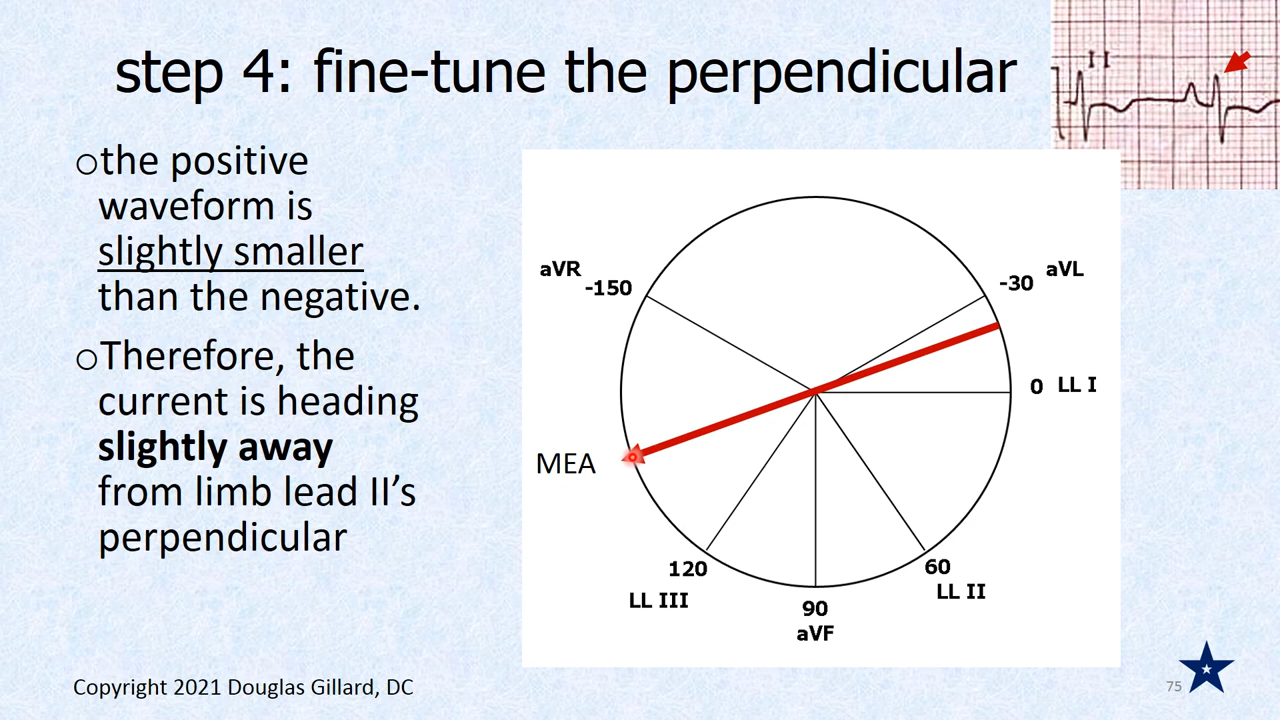 step 4: fine-tune the perpendicular
II
○the positive
waveform is
slightly smaller
than the negative.
○Therefore, the
current is heading
slightly away
from limb lead II’s
perpendicular
aVR
-150
-30
aVL
0 LL I
MEA
120
LL III
60
LL II
90
aVF
Copyright 2021 Douglas Gillard, DC
75